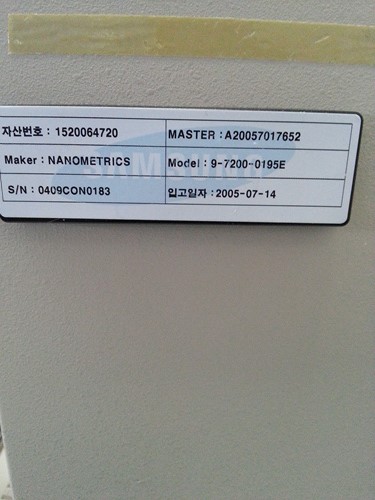 자산번호 : 1520064720 MASTER : A20057017652
Maker : NANOMETRICS Model : 9-7200-0195E
SAMSUNG
S/N : 0409CON0183 입고일자 : 2005-07-14